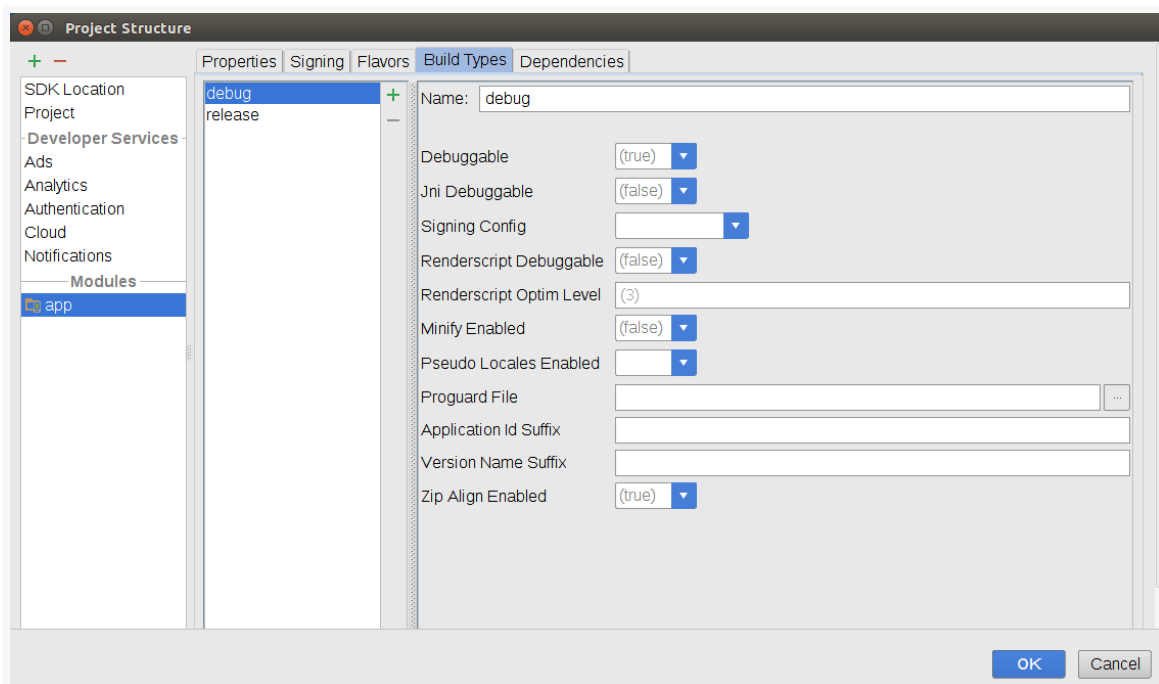 Project Structure
SDK Location
Project
Developer Services
Ads
Analytics
Authentication
Cloud
Notifications
Modules
app
Properties Signing Flavors Build Types Dependencies
debug
release
Name: debug
Debuggable (true)
Jni Debuggable (false)
Signing Config
Renderscript Debuggable (false)
Renderscript Optim Level (3)
Minify Enabled (false)
Pseudo Locales Enabled
Proguard File ...
Application Id Suffix
Version Name Suffix
Zip Align Enabled (true)
OK Cancel